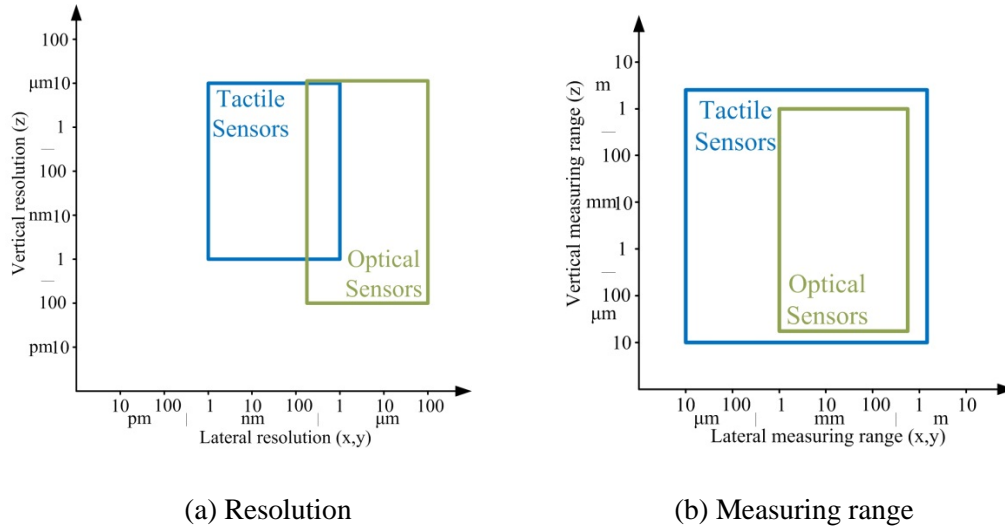 100
μm10
1
100
nm10
1
100
pm10
Vertical resolution (z)
Tactile
Sensors
Optical
Sensors
10 100 1 10 100 1 10 100
pm | nm | μm
Lateral resolution (x,y)
(a) Resolution
10
m
1
100
mm10
1
100
μm
10
Vertical measuring range (z)
Tactile
Sensors
Optical
Sensors
10 100 1 10 100 1 10
μm | mm | m
Lateral measuring range (x,y)
(b) Measuring range